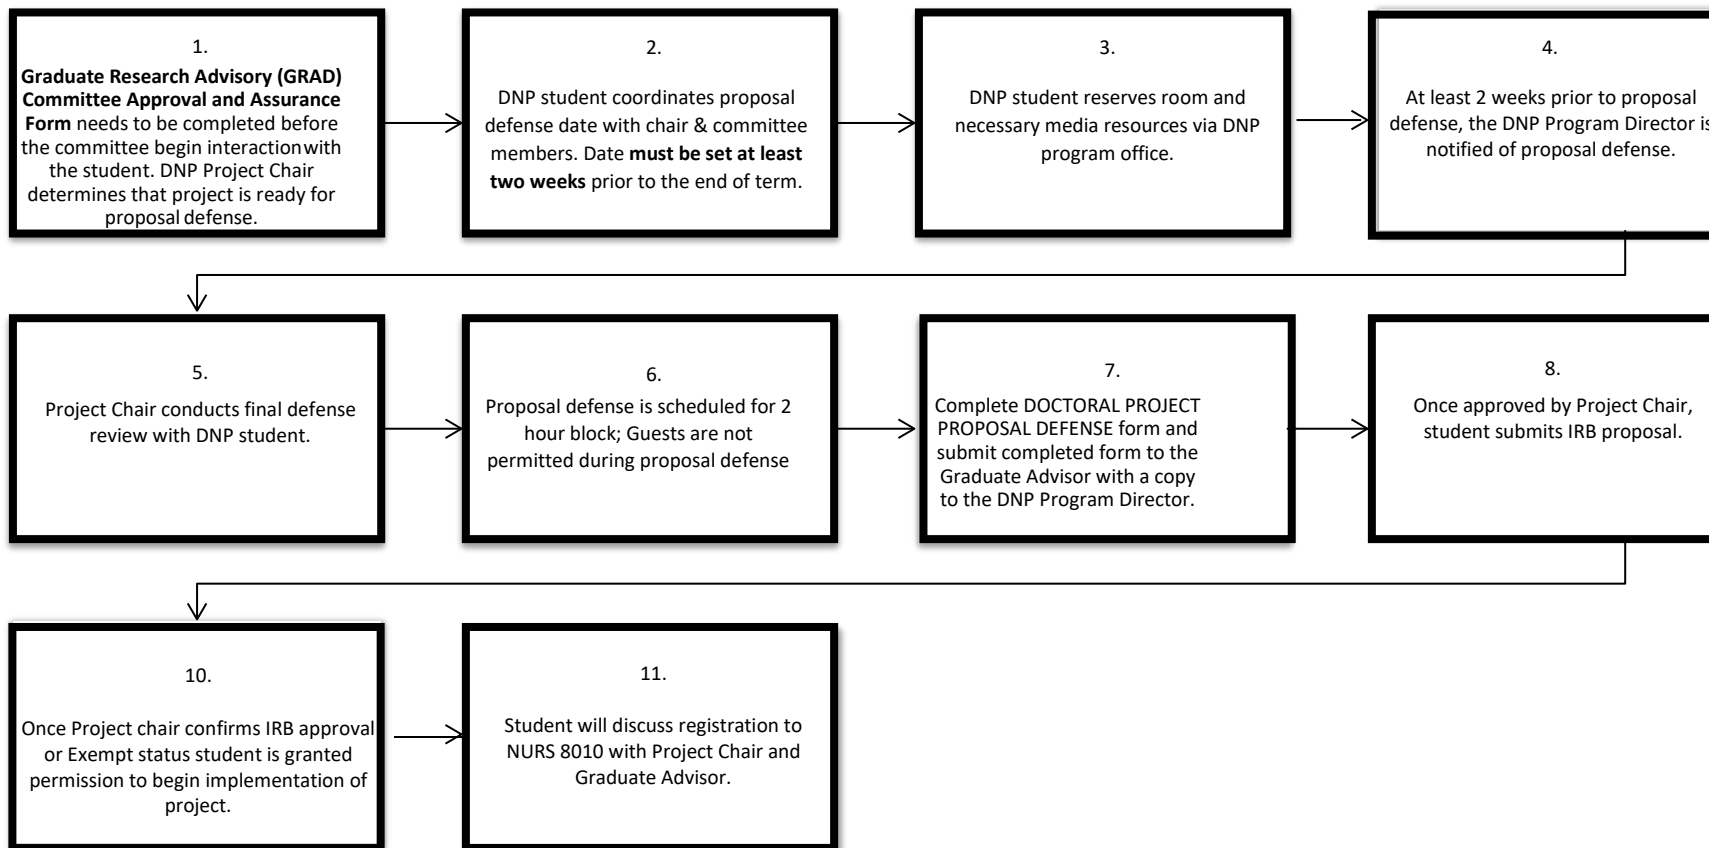 1.
Graduate Research Advisory (GRAD)
Committee Approval and Assurance
Form needs to be completed before
the committee begin interaction with
the student. DNP Project Chair
determines that project is ready for
proposal defense.
2.
DNP student coordinates proposal
defense date with chair & committee
members. Date must be set at least
two weeks prior to the end of term.
3.
DNP student reserves room and
necessary media resources via DNP
program office.
4.
At least 2 weeks prior to proposal
defense, the DNP Program Director is
notified of proposal defense.
5.
Project Chair conducts final defense
review with DNP student.
6.
Proposal defense is scheduled for 2
hour block; Guests are not
permitted during proposal defense
7.
Complete DOCTORAL PROJECT
PROPOSAL DEFENSE form and
submit completed form to the
Graduate Advisor with a copy
to the DNP Program Director.
8.
Once approved by Project Chair,
student submits IRB proposal.
10.
Once Project chair confirms IRB approval
or Exempt status student is granted
permission to begin implementation of
project.
11.
Student will discuss registration to
NURS 8010 with Project Chair and
Graduate Advisor.